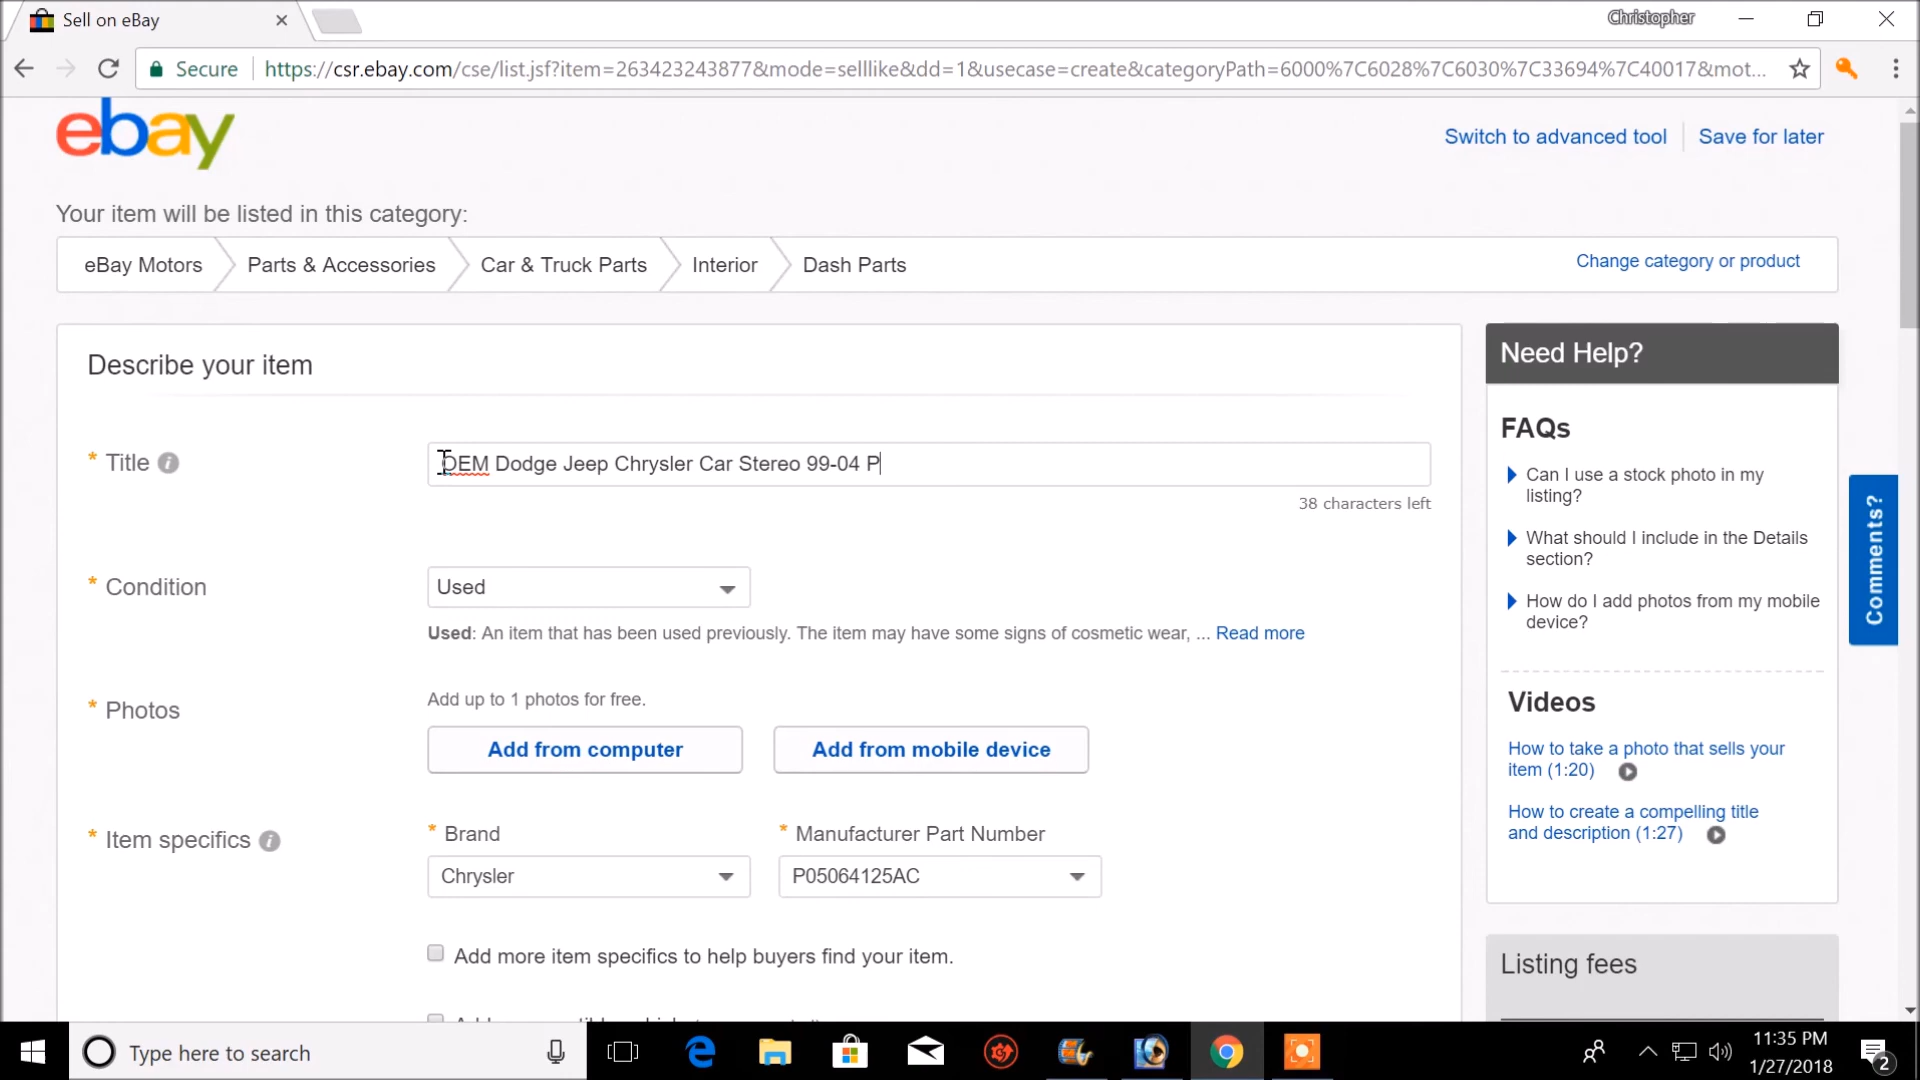 Sell on eBay
Christopher
Secure https://csr.ebay.com/cse/list.jsf?item=263423243877&mode=selllike&dd=1&usecase=create&categoryPath=6000%7C6028%7C6030%7C33694%7C40017&mot...
ebay
Switch to advanced tool Save for later
Your item will be listed in this category:
eBay Motors Parts & Accessories Car & Truck Parts Interior Dash Parts Change category or product
Describe your item
* Title i OEM Dodge Jeep Chrysler Car Stereo 99-04 P
38 characters left
* Condition Used
Used: An item that has been used previously. The item may have some signs of cosmetic wear, ... Read more
* Photos Add up to 1 photos for free.
Add from computer Add from mobile device
* Item specifics i * Brand * Manufacturer Part Number
Chrysler P05064125AC
Add more item specifics to help buyers find your item.
Need Help?
FAQs
Can I use a stock photo in my
listing?
What should I include in the Details
section?
How do I add photos from my mobile
device?
Videos
How to take a photo that sells your
item (1:20)
How to create a compelling title
and description (1:27)
Listing fees
Comments?
Type here to search
11:35 PM
1/27/2018
2